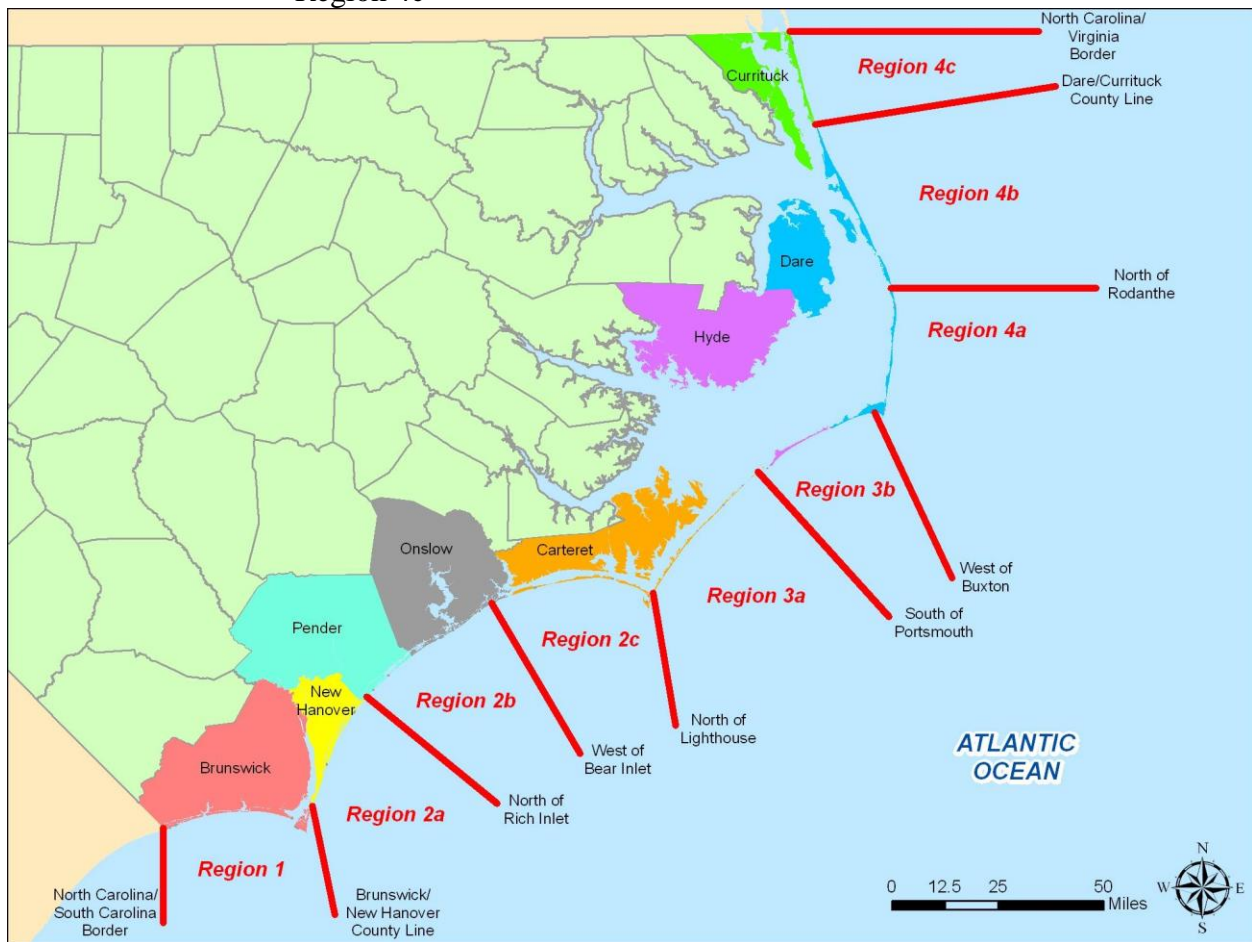 Region 4c
North Carolina/
Virginia
Border
Currituck
Region 4c
Dare/Currituck
County Line
Region 4b
Dare
North of
Rodanthe
Hyde
Region 4a
Region 3b
West of
Buxton
Onslow
Carteret
Region 3a
South of
Portsmouth
Pender
Region 2c
New
Hanover
Region 2b
North of
Lighthouse
West of
Bear Inlet
ATLANTIC
OCEAN
Brunswick
North of
Rich Inlet
Region 2a
Region 1
North Carolina/
South Carolina
Border
Brunswick/
New Hanover
County Line
N
W E
S
0 12.5 25 50
Miles